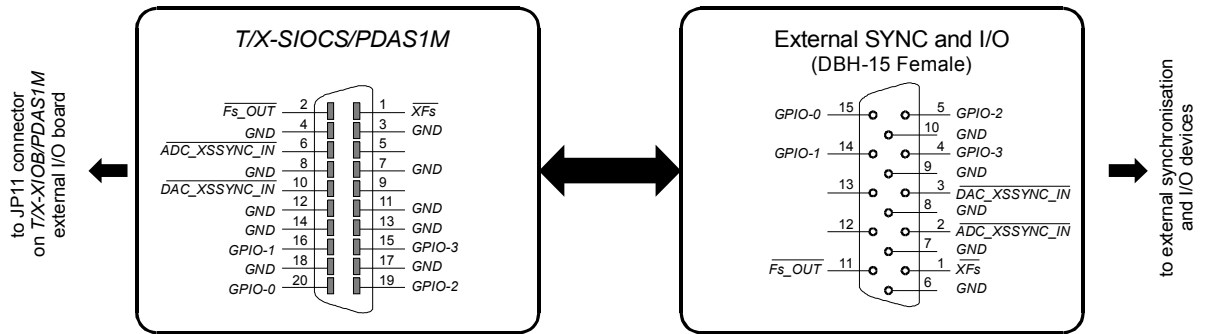 to JP11 connector
on T/X-XIOB/PDAS1M
external I/O board
T/X-SIOCS/PDAS1M
Fs_OUT 2 1 XFs
GND 4 3 GND
ADC_XSSYNC_IN 6 5
GND 8 7 GND
DAC_XSSYNC_IN 10 9
GND 12 11 GND
GND 14 13 GND
GPIO-1 16 15 GPIO-3
GND 18 17 GND
GPIO-0 20 19 GPIO-2
External SYNC and I/O
(DBH-15 Female)
GPIO-0 15 5 GPIO-2
10 GND
GPIO-1 14 4 GPIO-3
9 GND
13 3 DAC_XSSYNC_IN
8 GND
12 2 ADC_XSSYNC_IN
7 GND
Fs_OUT 11 1 XFs
6 GND
to external synchronisation
and I/O devices